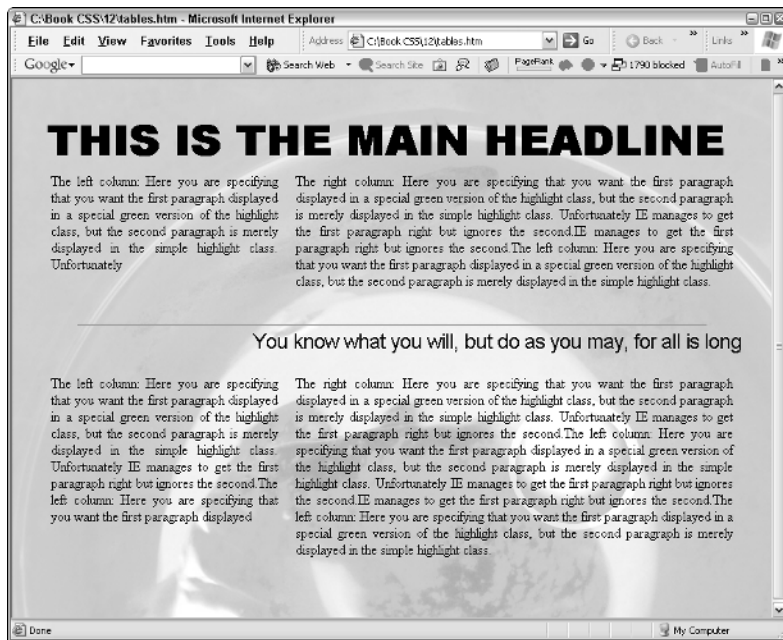 C:\Book CSS\12\tables.htm - Microsoft Internet Explorer
File Edit View Favorites Tools Help Address C:\Book CSS\12\tables.htm Go Back » Links »
Google Search Web Search Site PageRank 1790 blocked AutoFill »
THIS IS THE MAIN HEADLINE
The left column: Here you are specifying
that you want the first paragraph displayed
in a special green version of the highlight
class, but the second paragraph is merely
displayed in the simple highlight class.
Unfortunately
The right column: Here you are specifying that you want the first paragraph
displayed in a special green version of the highlight class, but the second paragraph
is merely displayed in the simple highlight class. Unfortunately IE manages to get
the first paragraph right but ignores the second.IE manages to get the first
paragraph right but ignores the second.The left column: Here you are specifying
that you want the first paragraph displayed in a special green version of the highlight
class, but the second paragraph is merely displayed in the simple highlight class.
You know what you will, but do as you may, for all is long
The left column: Here you are specifying
that you want the first paragraph displayed
in a special green version of the highlight
class, but the second paragraph is merely
displayed in the simple highlight class.
Unfortunately IE manages to get the first
paragraph right but ignores the second.The
left column: Here you are specifying that
you want the first paragraph displayed
The right column: Here you are specifying that you want the first paragraph
displayed in a special green version of the highlight class, but the second paragraph
is merely displayed in the simple highlight class. Unfortunately IE manages to get
the first paragraph right but ignores the second.The left column: Here you are
specifying that you want the first paragraph displayed in a special green version of
the highlight class, but the second paragraph is merely displayed in the simple
highlight class. Unfortunately IE manages to get the first paragraph right but ignores
the second.IE manages to get the first paragraph right but ignores the second.The
left column: Here you are specifying that you want the first paragraph displayed in a
special green version of the highlight class, but the second paragraph is merely
displayed in the simple highlight class.
Done My Computer